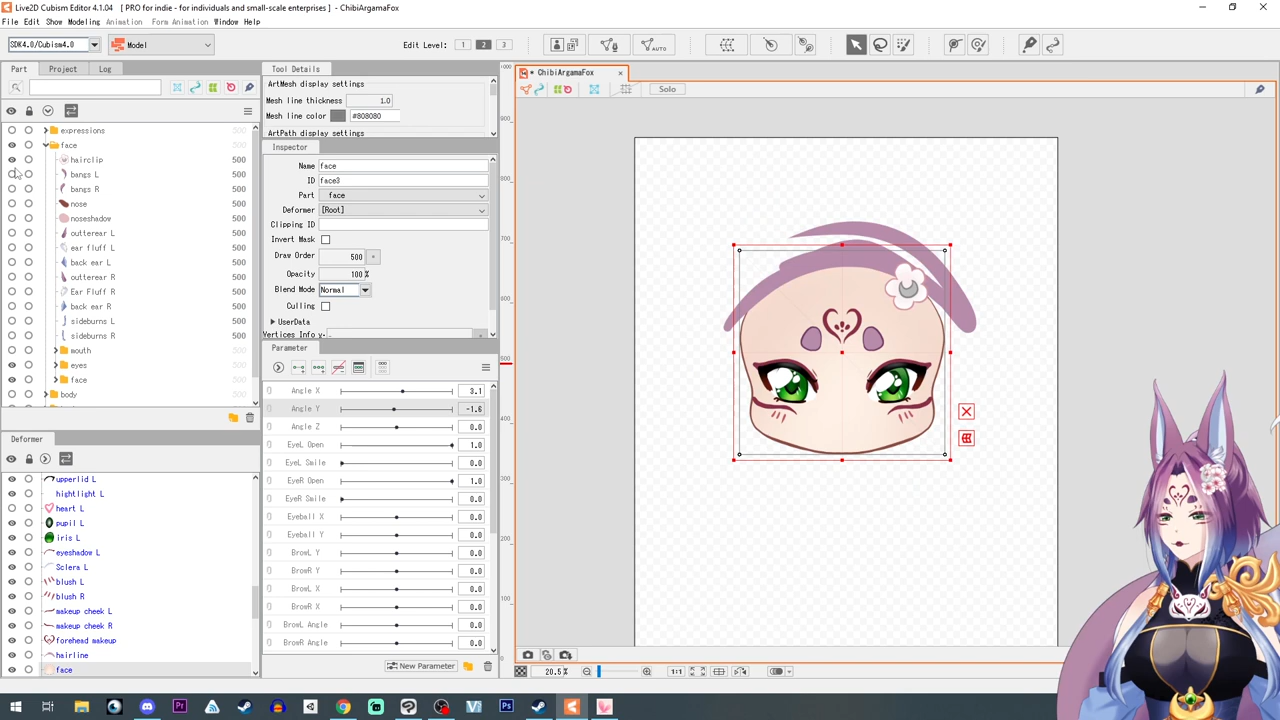 Live2D Cubism Editor 4.1.04 [ PRO for indie - for individuals and small-scale enterprises ] - ChibiArgamaFox
File Edit Show Modeling Animation Form Animation Window Help
SDK4.0/Cubism4.0 Model Edit Level: 1 2 3 AUTO
Part Project Log
expressions 500
face 500
hairclip 500
bangs L 500
bangs R 500
nose 500
noseshadow 500
outterear L 500
ear fluff L 500
back ear L 500
outterear R 500
Ear Fluff R 500
back ear R 500
sideburns L 500
sideburns R 500
mouth 500
eyes 500
face 500
body 500
Deformer
upperlid L
hightlight L
heart L
pupil L
iris L
eyeshadow L
Sclera L
blush L
blush R
makeup cheek L
makeup cheek R
forehead makeup
hairline
face
Tool Details
ArtMesh display settings
Mesh line thickness 1.0
Mesh line color #808080
ArtPath display settings
Inspector
Name face
ID face3
Part face
Deformer [Root]
Clipping ID
Invert Mask
Draw Order 500
Opacity 100 %
Blend Mode Normal
Culling
UserData
Vertices Info
Parameter
Angle X 3.1
Angle Y -1.6
Angle Z 0.0
EyeL Open 1.0
EyeL Smile 0.0
EyeR Open 1.0
EyeR Smile 0.0
Eyeball X 0.0
Eyeball Y 0.0
BrowL Y 0.0
BrowR Y 0.0
BrowL X 0.0
BrowR X 0.0
BrowL Angle 0.0
BrowR Angle 0.0
New Parameter
* ChibiArgamaFox
Solo
20.5% 1:1